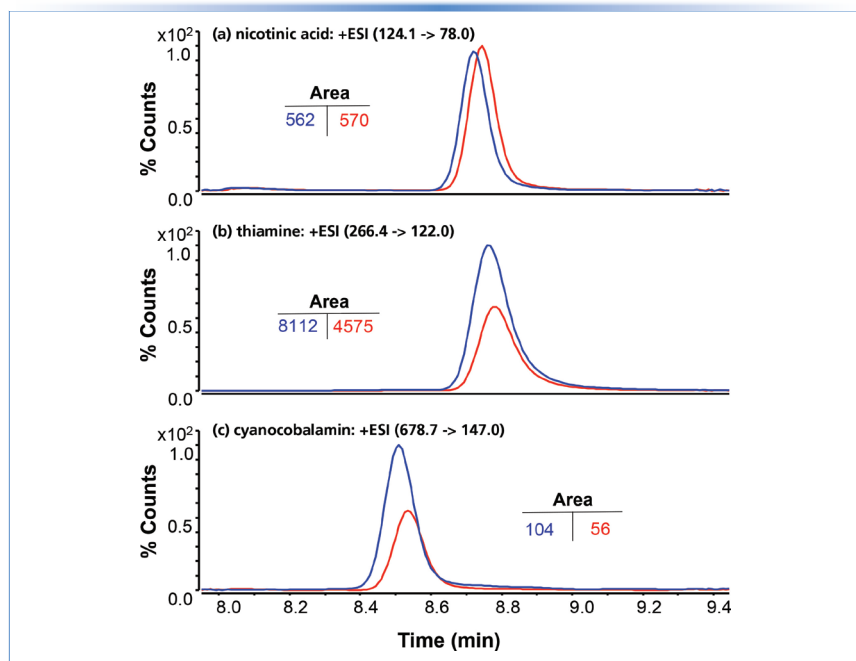 x10²
(a) nicotinic acid: +ESI (124.1 -> 78.0)
1.0
Area
562 570
0.5
% Counts
0.0
x10²
(b) thiamine: +ESI (266.4 -> 122.0)
1.0
Area
8112 4575
0.5
% Counts
0.0
x10²
(c) cyanocobalamin: +ESI (678.7 -> 147.0)
1.0
Area
104 56
0.5
% Counts
0.0
8.0 8.2 8.4 8.6 8.8 9.0 9.2 9.4
Time (min)